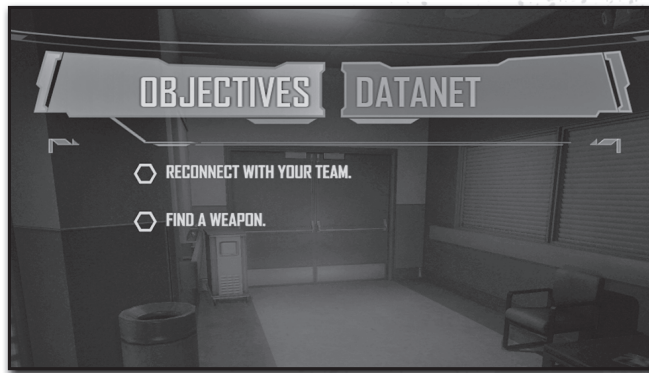 OBJECTIVES DATANET
RECONNECT WITH YOUR TEAM.
FIND A WEAPON.